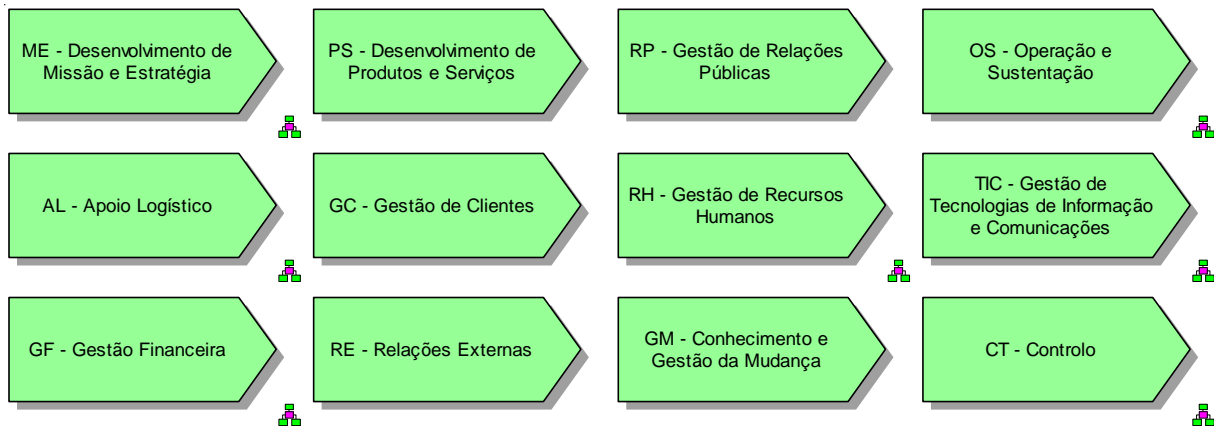 ME - Desenvolvimento de
Missão e Estratégia
PS - Desenvolvimento de
Produtos e Serviços
RP - Gestão de Relações
Públicas
OS - Operação e
Sustentação
AL - Apoio Logístico
GC - Gestão de Clientes
RH - Gestão de Recursos
Humanos
TIC - Gestão de
Tecnologias de Informação
e Comunicações
GF - Gestão Financeira
RE - Relações Externas
GM - Conhecimento e
Gestão da Mudança
CT - Controlo